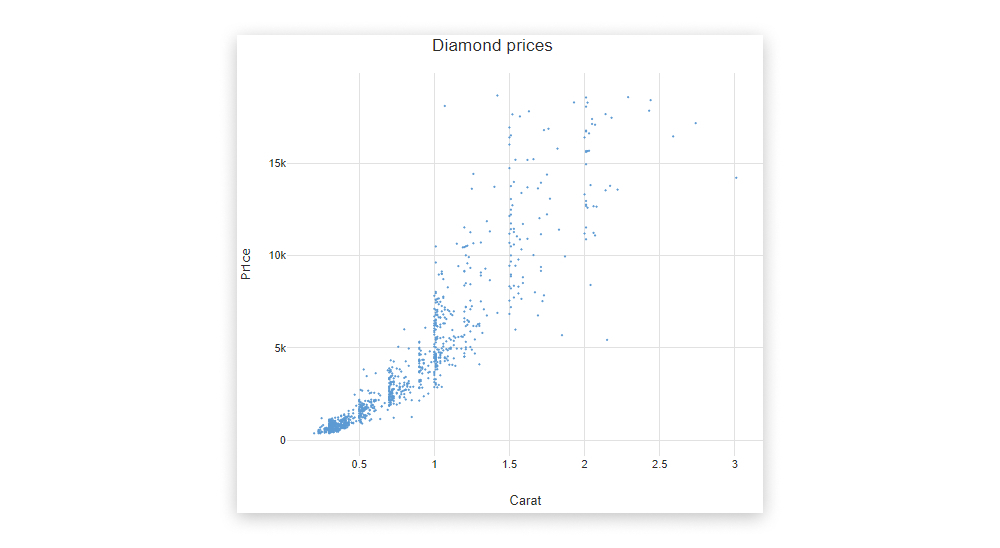 Diamond prices
15k
10k
5k
0
Price
0.5 1 1.5 2 2.5 3
Carat